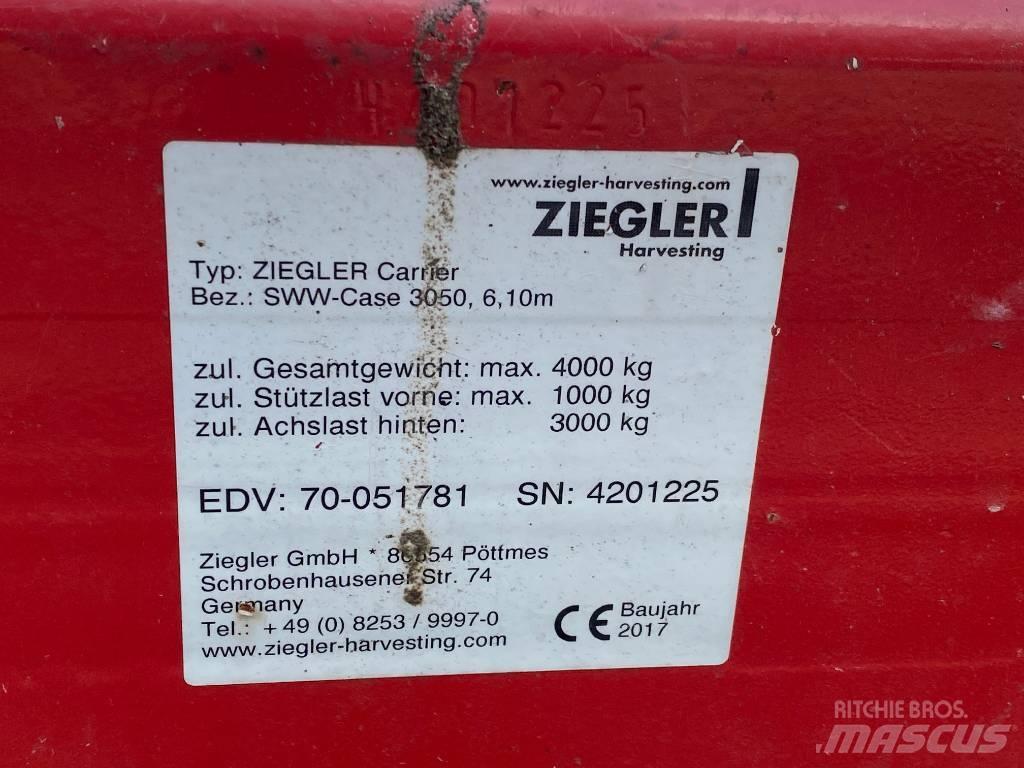 4201225
www.ziegler-harvesting.com
ZIEGLER
Harvesting
Typ: ZIEGLER Carrier
Bez.: SWW-Case 3050, 6,10m
zul. Gesamtgewicht: max. 4000 kg
zul. Stützlast vorne: max. 1000 kg
zul. Achslast hinten: 3000 kg
EDV: 70-051781 SN: 4201225
Ziegler GmbH * Pöttmes
Schrobenhausener Str. 74
Germany
Tel.: + 49 (0) 8253 / 9997-0
www.ziegler-harvesting.com
CE Baujahr
2017
RITCHIE BROS.
MASCUS